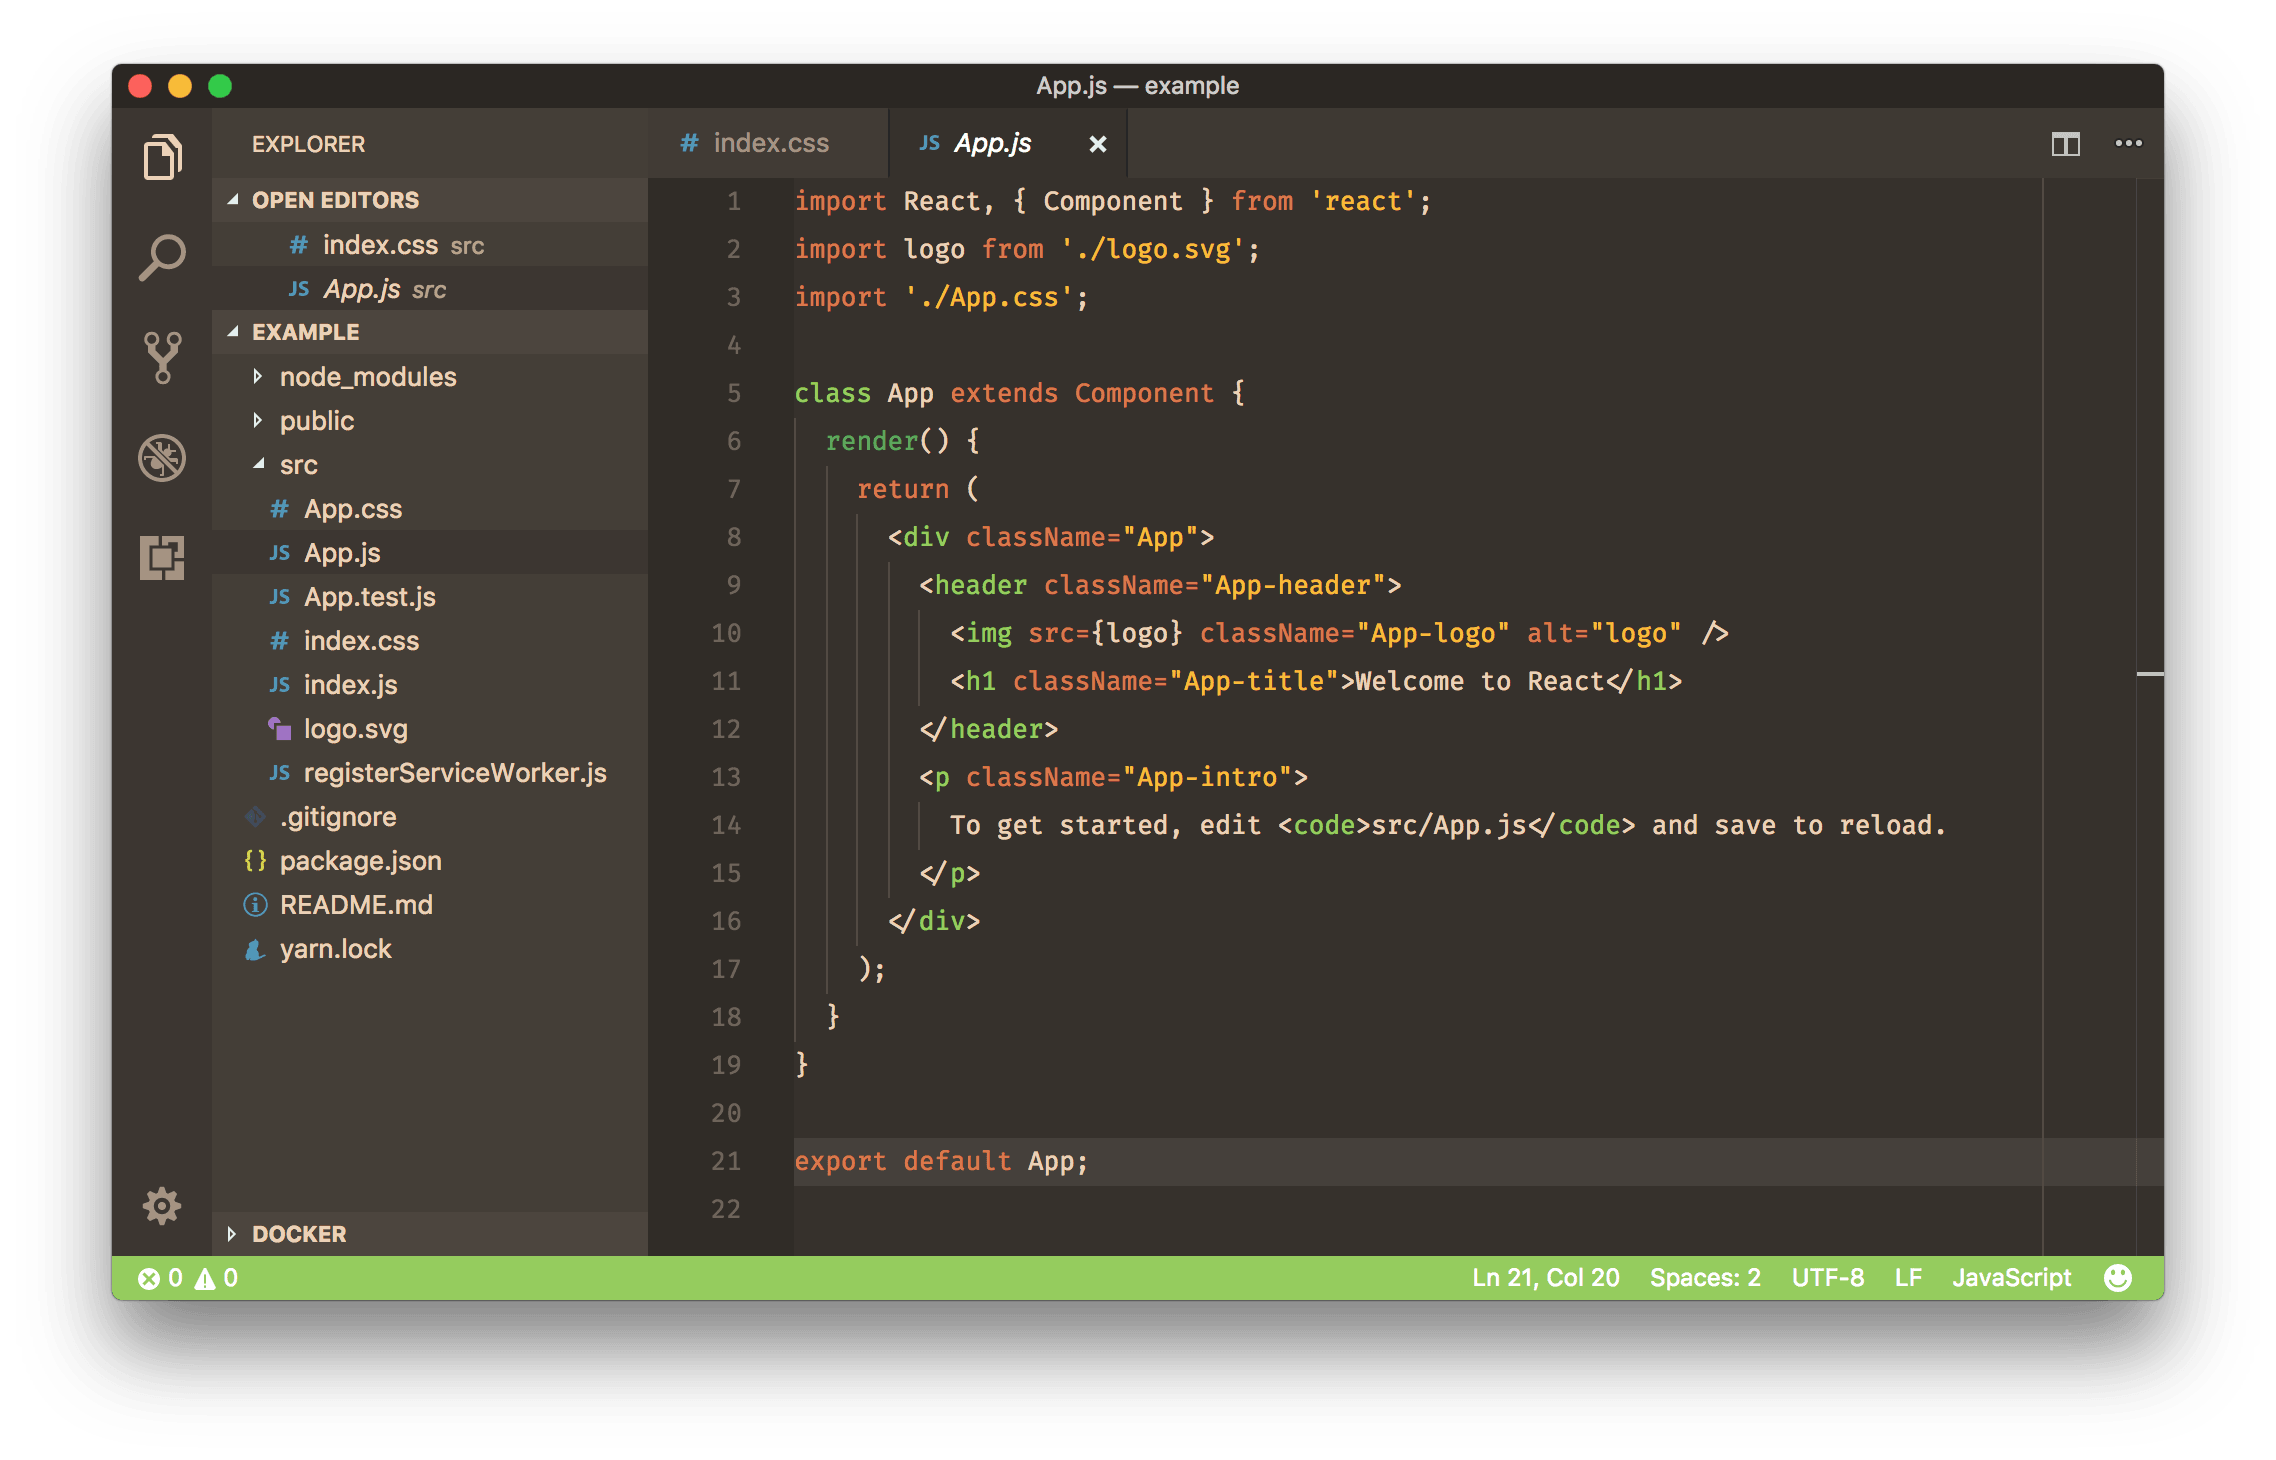 App.js — example
EXPLORER
OPEN EDITORS
# index.css src
JS App.js src
EXAMPLE
node_modules
public
src
# App.css
JS App.js
JS App.test.js
# index.css
JS index.js
logo.svg
JS registerServiceWorker.js
.gitignore
{} package.json
README.md
yarn.lock
DOCKER
# index.css
JS App.js
1 import React, { Component } from 'react';
2 import logo from './logo.svg';
3 import './App.css';
4
5 class App extends Component {
6 render() {
7 return (
8 <div className="App">
9 <header className="App-header">
10 <img src={logo} className="App-logo" alt="logo" />
11 <h1 className="App-title">Welcome to React</h1>
12 </header>
13 <p className="App-intro">
14 To get started, edit <code>src/App.js</code> and save to reload.
15 </p>
16 </div>
17 );
18 }
19 }
20
21 export default App;
22
0 0
Ln 21, Col 20 Spaces: 2 UTF-8 LF JavaScript